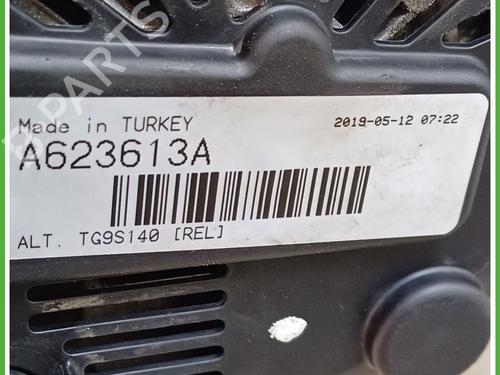 B-PARTS
Made in TURKEY
2019-05-12 07:22
A623613A
ALT. TG9S140 [REL]